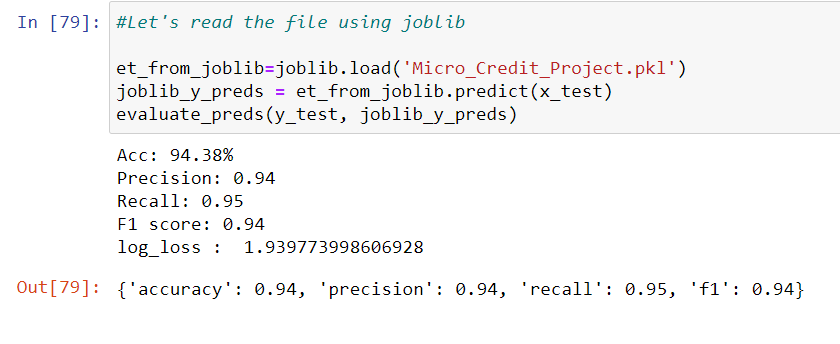 In [79]: #Let's read the file using joblib
et_from_joblib=joblib.load('Micro_Credit_Project.pkl')
joblib_y_preds = et_from_joblib.predict(x_test)
evaluate_preds(y_test, joblib_y_preds)
Acc: 94.38%
Precision: 0.94
Recall: 0.95
F1 score: 0.94
log_loss :  1.939773998606928
Out[79]: {'accuracy': 0.94, 'precision': 0.94, 'recall': 0.95, 'f1': 0.94}